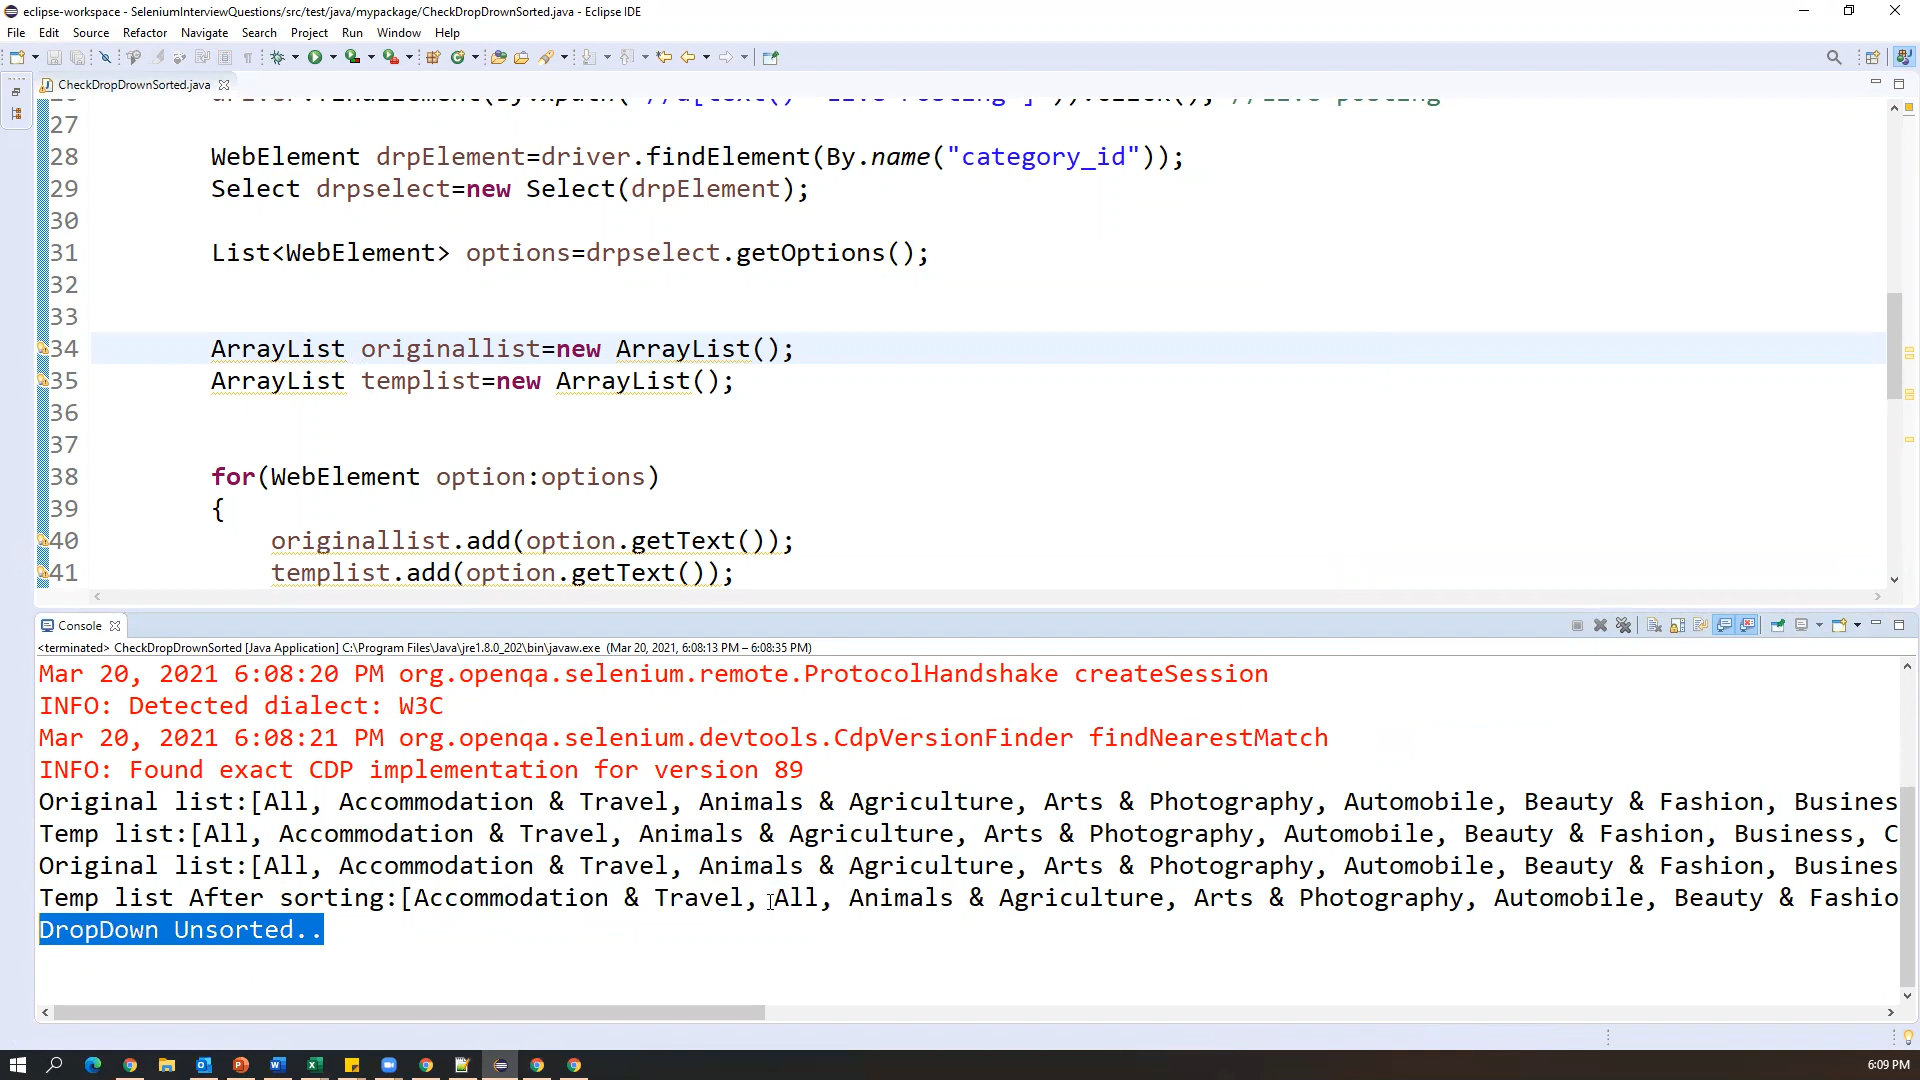 eclipse-workspace - SeleniumInterviewQuestions/src/test/java/mypackage/CheckDropDrownSorted.java - Eclipse IDE
File Edit Source Refactor Navigate Search Project Run Window Help
CheckDropDrownSorted.java
27
28 WebElement drpElement=driver.findElement(By.name("category_id"));
29 Select drpselect=new Select(drpElement);
30
31 List<WebElement> options=drpselect.getOptions();
32
33
34 ArrayList originallist=new ArrayList();
35 ArrayList templist=new ArrayList();
36
37
38 for(WebElement option:options)
39 {
40 originallist.add(option.getText());
41 templist.add(option.getText());
Console
<terminated> CheckDropDrownSorted [Java Application] C:\Program Files\Java\jre1.8.0_202\bin\javaw.exe (Mar 20, 2021, 6:08:13 PM – 6:08:35 PM)
Mar 20, 2021 6:08:20 PM org.openqa.selenium.remote.ProtocolHandshake createSession
INFO: Detected dialect: W3C
Mar 20, 2021 6:08:21 PM org.openqa.selenium.devtools.CdpVersionFinder findNearestMatch
INFO: Found exact CDP implementation for version 89
Original list:[All, Accommodation & Travel, Animals & Agriculture, Arts & Photography, Automobile, Beauty & Fashion, Busines
Temp list:[All, Accommodation & Travel, Animals & Agriculture, Arts & Photography, Automobile, Beauty & Fashion, Business, C
Original list:[All, Accommodation & Travel, Animals & Agriculture, Arts & Photography, Automobile, Beauty & Fashion, Busines
Temp list After sorting:[Accommodation & Travel, All, Animals & Agriculture, Arts & Photography, Automobile, Beauty & Fashio
DropDown Unsorted..
6:09 PM